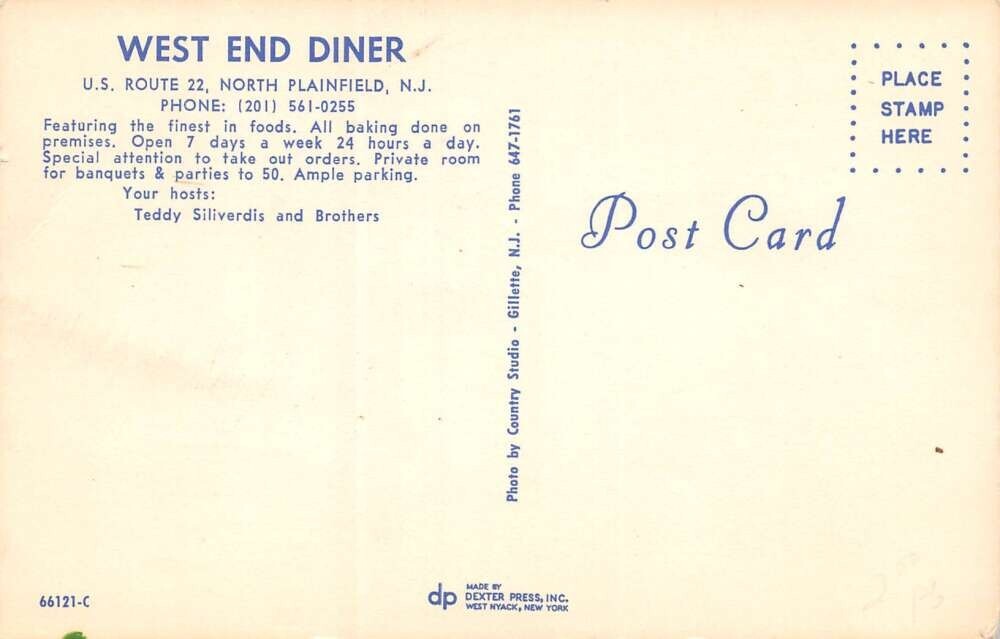 WEST END DINER
U.S. ROUTE 22, NORTH PLAINFIELD, N.J.
PHONE: (201) 561-0255
Featuring the finest in foods. All baking done on
premises. Open 7 days a week 24 hours a day.
Special attention to take out orders. Private room
for banquets & parties to 50. Ample parking.
Your hosts:
Teddy Siliverdis and Brothers
66121-C
Photo by Country Studio - Gillette, N.J. - Phone 647-1761
dp
MADE BY
DEXTER PRESS, INC.
WEST NYACK, NEW YORK
PLACE
STAMP
HERE
Post Card